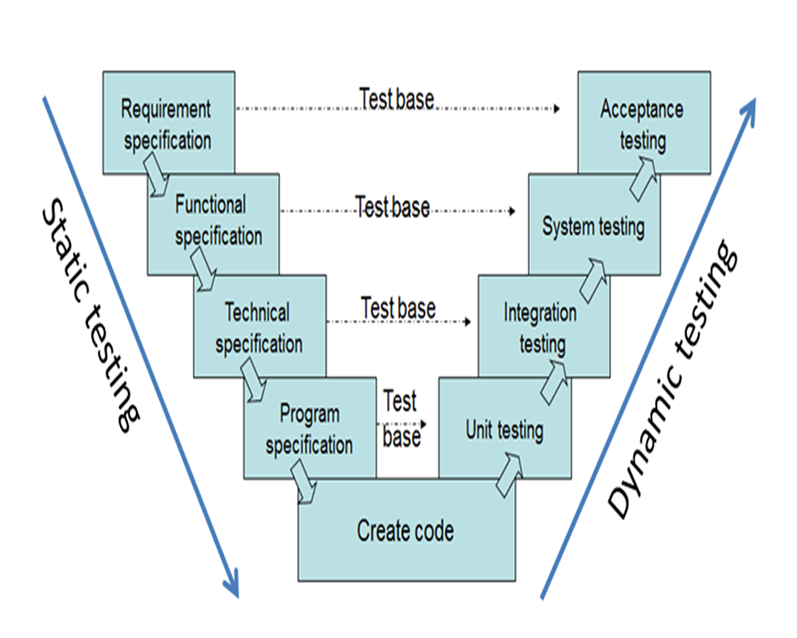 Requirement
specification
Test base
Acceptance
testing
Functional
specification
Test base
System testing
Technical
specification
Test base
Integration
testing
Program
specification
Test
base
Unit testing
Create code
Static testing
Dynamic testing